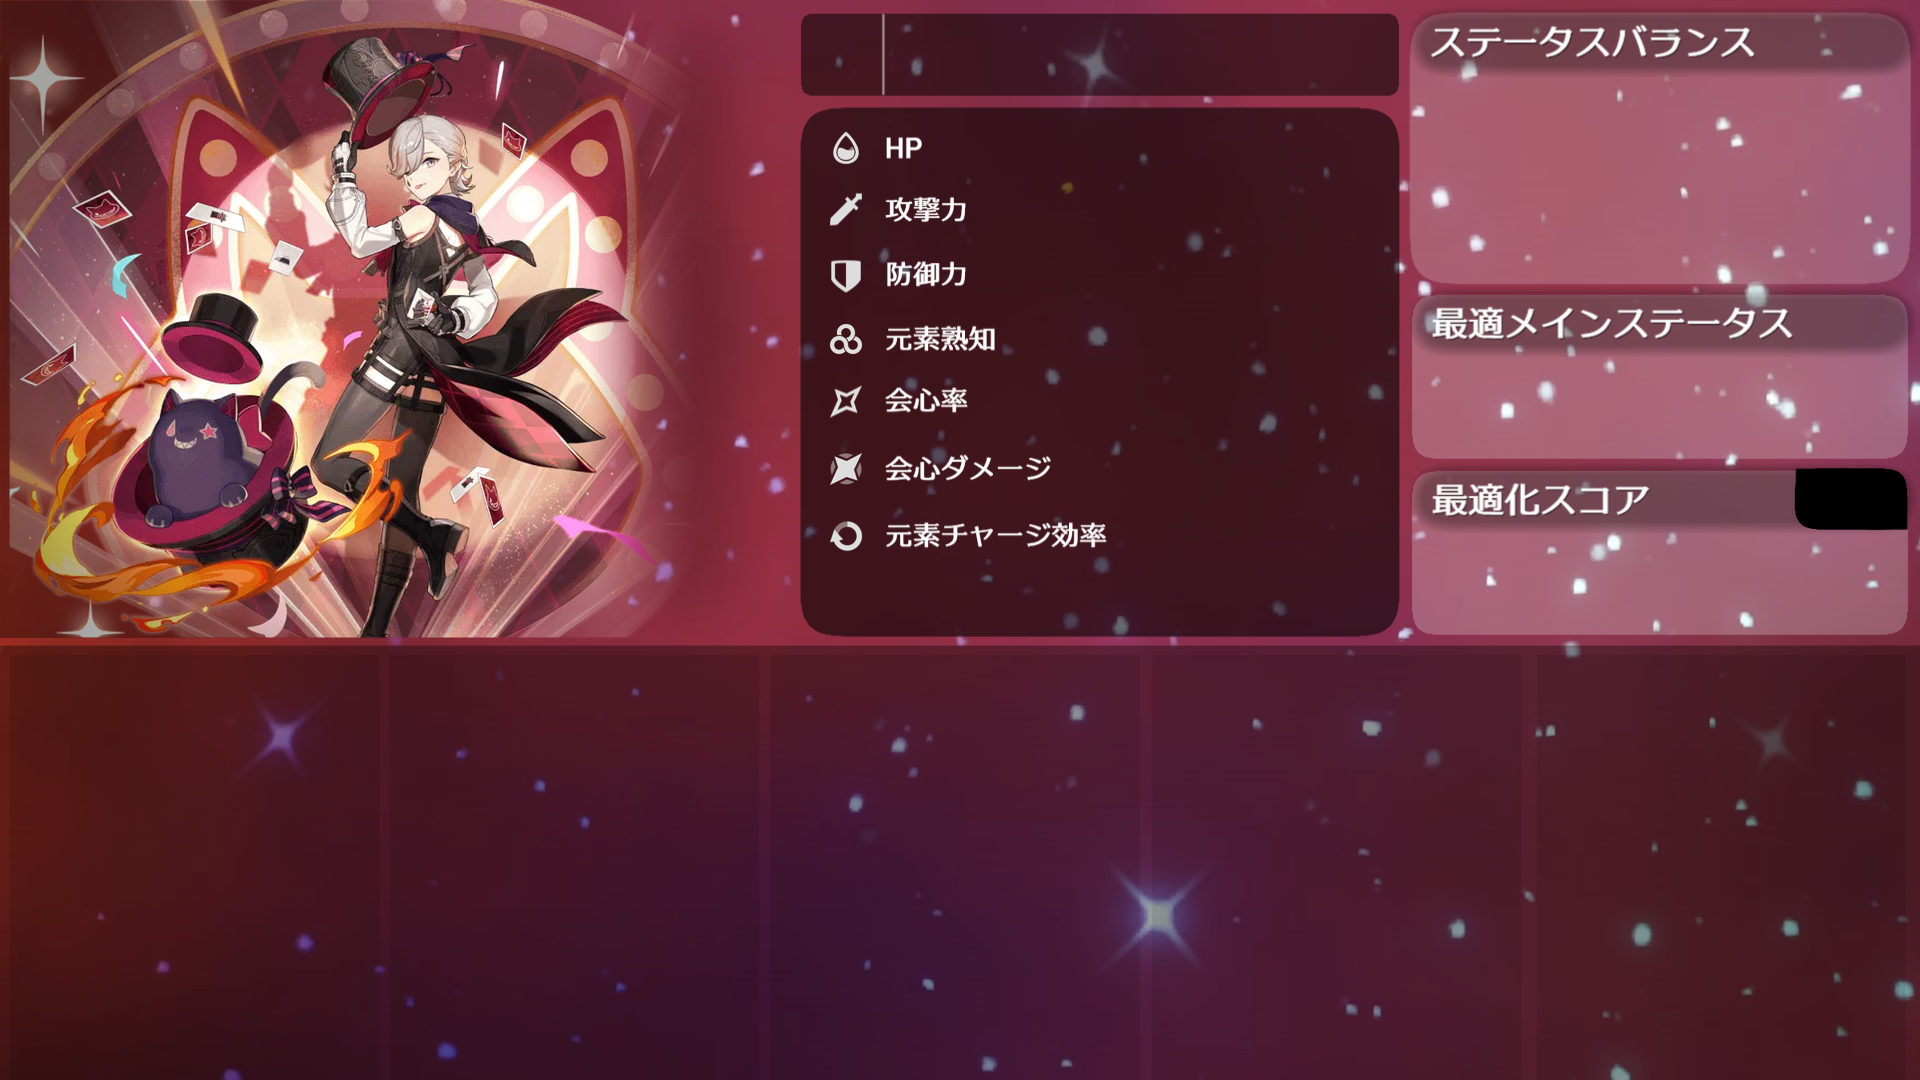 HP
攻撃力
防御力
元素熟知
会心率
会心ダメージ
元素チャージ効率
ステータスバランス
最適メインステータス
最適化スコア